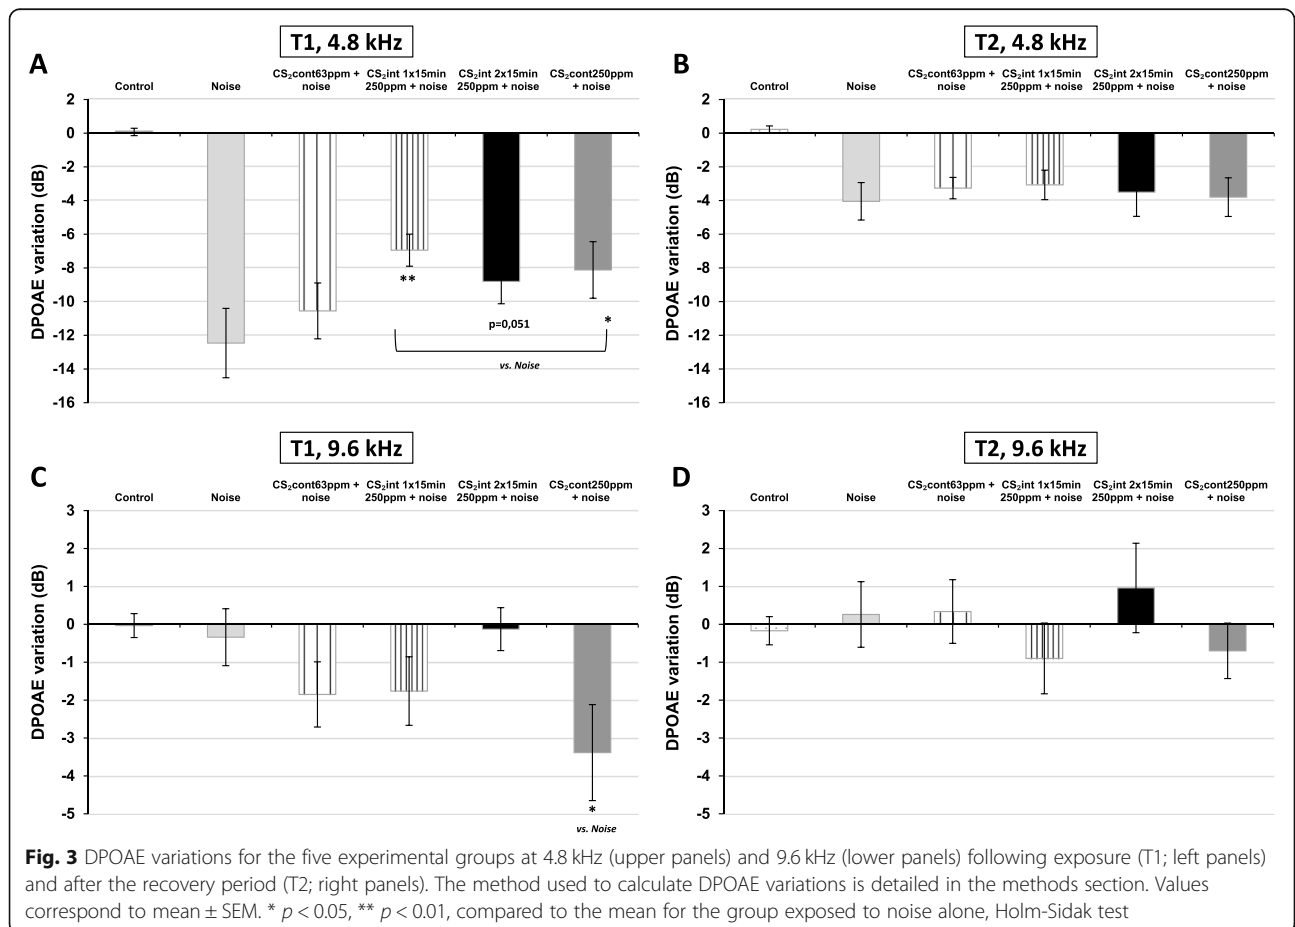 T1, 4.8 kHz
A
Control
Noise
CS₂cont63ppm +
noise
CS₂int 1x15min
250ppm + noise
CS₂int 2x15min
250ppm + noise
CS₂cont250ppm
+ noise
DPOAE variation (dB)
2
0
-2
-4
-6
-8
-10
-12
-14
-16
**
p=0,051
*
vs. Noise
T2, 4.8 kHz
B
Control
Noise
CS₂cont63ppm +
noise
CS₂int 1x15min
250ppm + noise
CS₂int 2x15min
250ppm + noise
CS₂cont250ppm
+ noise
DPOAE variation (dB)
2
0
-2
-4
-6
-8
-10
-12
-14
-16
T1, 9.6 kHz
C
Control
Noise
CS₂cont63ppm +
noise
CS₂int 1x15min
250ppm + noise
CS₂int 2x15min
250ppm + noise
CS₂cont250ppm
+ noise
DPOAE variation (dB)
3
2
1
0
-1
-2
-3
-4
-5
*
vs. Noise
T2, 9.6 kHz
D
Control
Noise
CS₂cont63ppm +
noise
CS₂int 1x15min
250ppm + noise
CS₂int 2x15min
250ppm + noise
CS₂cont250ppm
+ noise
DPOAE variation (dB)
3
2
1
0
-1
-2
-3
-4
-5
Fig. 3 DPOAE variations for the five experimental groups at 4.8 kHz (upper panels) and 9.6 kHz (lower panels) following exposure (T1; left panels)
and after the recovery period (T2; right panels). The method used to calculate DPOAE variations is detailed in the methods section. Values
correspond to mean ± SEM. * p < 0.05, ** p < 0.01, compared to the mean for the group exposed to noise alone, Holm-Sidak test